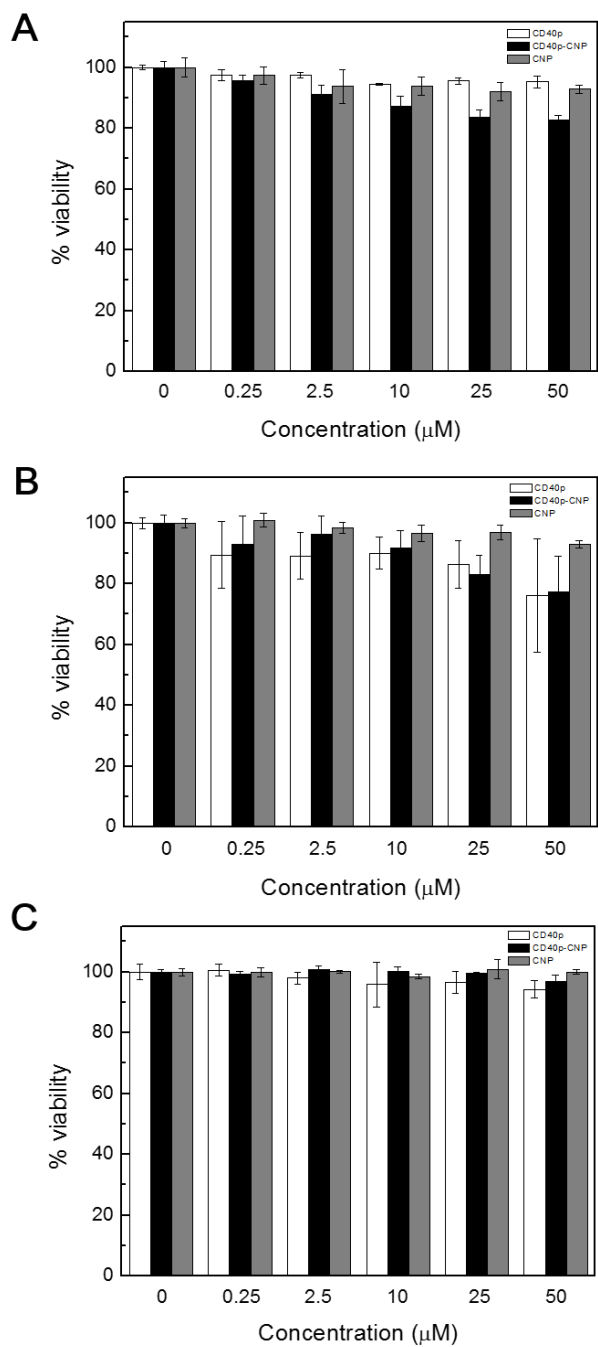 A
CD40p
CD40p-CNP
CNP
100
80
60
40
20
0
% viability
0 0.25 2.5 10 25 50
Concentration (μM)
B
CD40p
CD40p-CNP
CNP
100
80
60
40
20
0
% viability
0 0.25 2.5 10 25 50
Concentration (μM)
C
CD40p
CD40p-CNP
CNP
100
80
60
40
20
0
% viability
0 0.25 2.5 10 25 50
Concentration (μM)